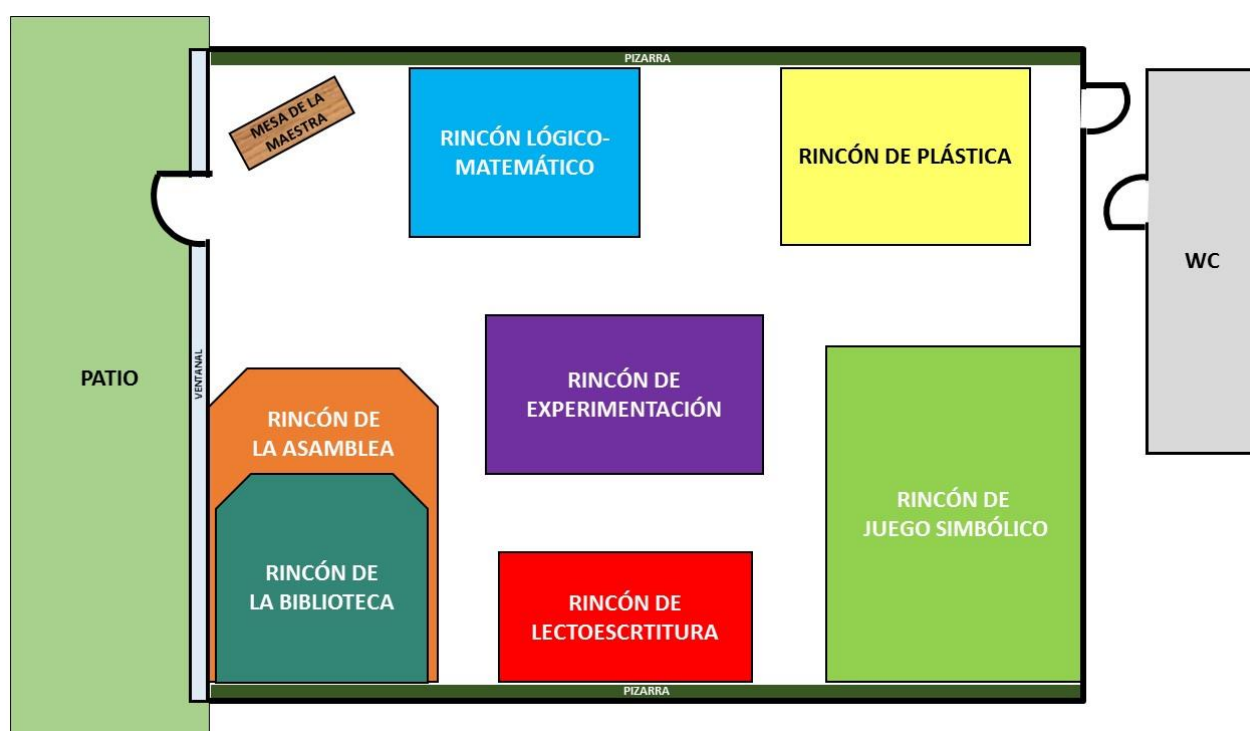 PIZARRA
MESA DE LA
MAESTRA
RINCÓN LÓGICO-
MATEMÁTICO
RINCÓN DE PLÁSTICA
WC
PATIO
VENTANAL
RINCÓN DE
EXPERIMENTACIÓN
RINCÓN DE
LA ASAMBLEA
RINCÓN DE
JUEGO SIMBÓLICO
RINCÓN DE
LA BIBLIOTECA
RINCÓN DE
LECTOESCRTITURA
PIZARRA